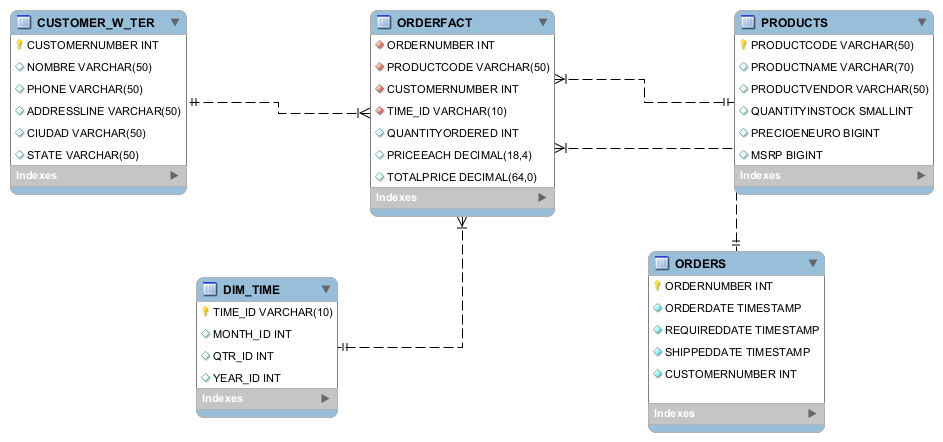 CUSTOMER_W_TER
CUSTOMERNUMBER INT
NOMBRE VARCHAR(50)
PHONE VARCHAR(50)
ADDRESSLINE VARCHAR(50)
CIUDAD VARCHAR(50)
STATE VARCHAR(50)
Indexes
ORDERFACT
ORDERNUMBER INT
PRODUCTCODE VARCHAR(50)
CUSTOMERNUMBER INT
TIME_ID VARCHAR(10)
QUANTITYORDERED INT
PRICEEACH DECIMAL(18,4)
TOTALPRICE DECIMAL(64,0)
Indexes
PRODUCTS
PRODUCTCODE VARCHAR(50)
PRODUCTNAME VARCHAR(70)
PRODUCTVENDOR VARCHAR(50)
QUANTITYINSTOCK SMALLINT
PRECIOENEURO BIGINT
MSRP BIGINT
Indexes
DIM_TIME
TIME_ID VARCHAR(10)
MONTH_ID INT
QTR_ID INT
YEAR_ID INT
Indexes
ORDERS
ORDERNUMBER INT
ORDERDATE TIMESTAMP
REQUIREDDATE TIMESTAMP
SHIPPEDDATE TIMESTAMP
CUSTOMERNUMBER INT
Indexes